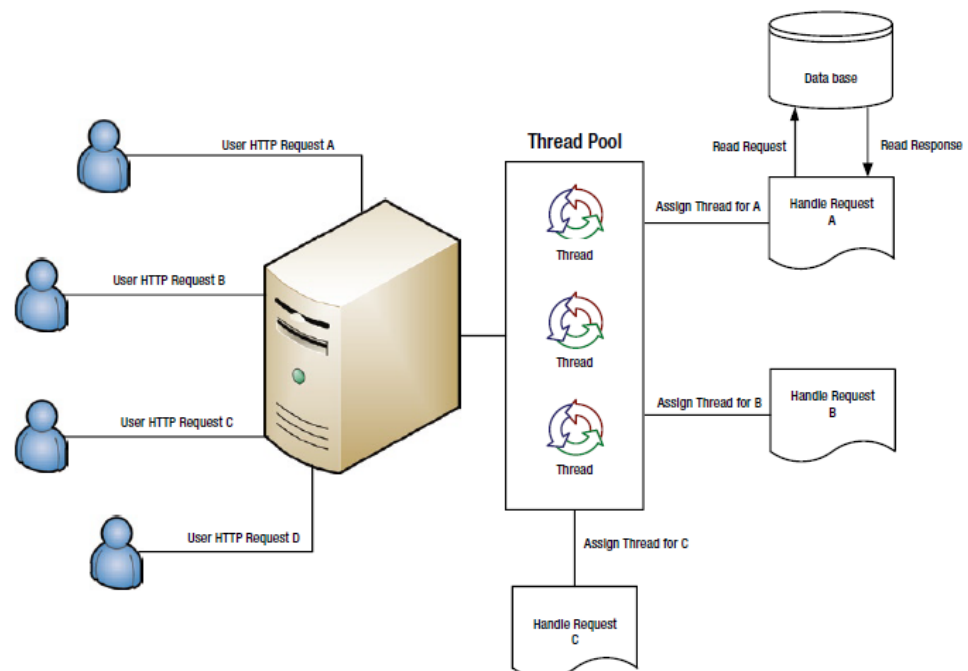 Data base
User HTTP Request A
Thread Pool
Read Request
Read Response
Assign Thread for A
Handle Request
A
Thread
User HTTP Request B
Thread
Assign Thread for B
Handle Request
B
User HTTP Request C
Thread
User HTTP Request D
Assign Thread for C
Handle Request
C